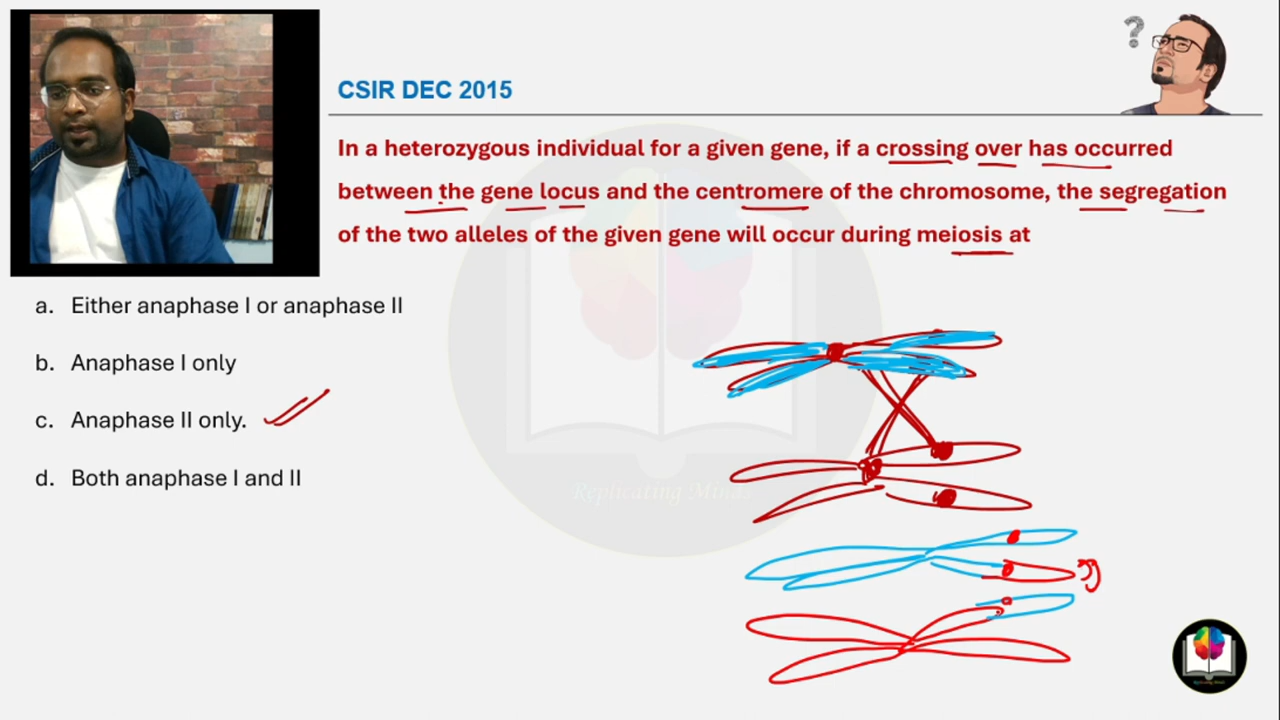 ?
CSIR DEC 2015
In a heterozygous individual for a given gene, if a crossing over has occurred
between the gene locus and the centromere of the chromosome, the segregation
of the two alleles of the given gene will occur during meiosis at
a. Either anaphase I or anaphase II
b. Anaphase I only
c. Anaphase II only.
d. Both anaphase I and II